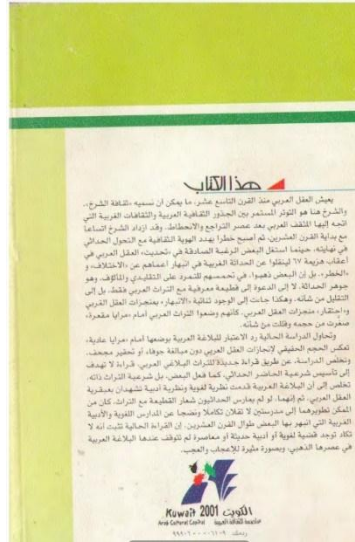 هذا الكتاب
يعيش العقل العربي منذ القرن التاسع عشر، ما يمكن أن نسميه «ثقافة الشرخ»،
والشرخ هنا هو التوتر المستمر بين الجذور الثقافية العربية والثقافات الغربية التي
اتجه إليها المثقف العربي بعد عصر التراجع والانحطاط. وقد ازداد الشرخ اتساعا
مع بداية القرن العشرين، ثم أصبح خطرا يهدد الهوية الثقافية مع التحول الحداثي
في نهايته، حينما استغل البعض الرغبة الصادقة في «تحديث» العقل العربي في
أعقاب هزيمة ٦٧ لينقلوا عن الحداثة الغربية في انبهار أعماهم عن «الاختلاف» و
«الخطر». بل إن البعض ذهبوا، في تحمسهم للتمرد على التقليدي والمألوف، وهو
جوهر الحداثة، لا إلى الدعوة إلى قطيعة معرفية مع التراث العربي فقط، بل إلى
التقليل من شأنه. وهكذا جاءت إلى الوجود ثنائية «الانبهار» بمنجزات العقل الغربي
و«احتقار» منجزات العقل العربي. كأنهم وضعوا التراث العربي أمام مرايا مقعرة،
صغرت من حجمه وقللت من شأنه.
وتحاول الدراسة الحالية رد الاعتبار للبلاغة العربية بوضعها أمام «مرايا عادية،
تعكس الحجم الحقيقي لإنجازات العقل العربي دون مبالغة جوفاء أو تحقير مجحف.
وتخلص الدراسة، عن طريق قراءة حديثة للتراث البلاغي العربي، قراءة لا تهدف
إلى تأسيس شرعية الحاضر الحداثي، كما فعل البعض، بل شرعية التراث ذاته،
تخلص إلى أن البلاغة العربية قدمت نظرية لغوية ونظرية أدبية تشهدان بعبقرية
العقل العربي. ثم إنهما، لو لم يمارس الحداثيون شعار القطيعة مع التراث، كان من
الممكن تطويرهما إلى مدرستين لا تقلان تكاملا ونضجا عن المدارس اللغوية والأدبية
الغربية التي انبهر بها البعض طوال القرن العشرين. إن القراءة الحالية تثبت أنه لا
تكاد توجد قضية لغوية أو أدبية حديثة أو معاصرة لم تتوقف عندها البلاغة العربية
في عصرها الذهبي، وبصورة مثيرة للإعجاب والعجب.
Kuwait 2001 الكويت
Arab Cultural Capital عاصمة للثقافة العربية